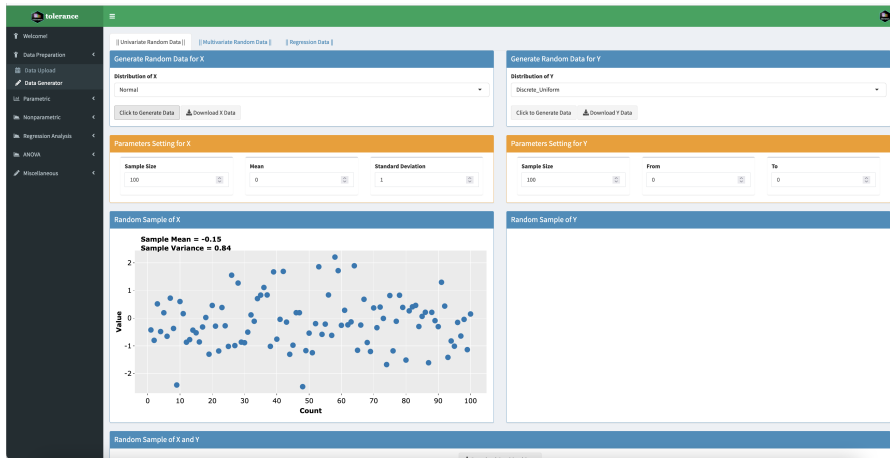 tolerance
Welcome!
Data Preparation
Data Upload
Data Generator
Parametric
Nonparametric
Regression Analysis
ANOVA
Miscellaneous
|| Univariate Random Data || || Multivariate Random Data || || Regression Data ||
Generate Random Data for X
Distribution of X
Normal
Click to Generate Data Download X Data
Parameters Setting for X
Sample Size Mean Standard Deviation
100 0 1
Random Sample of X
Sample Mean = -0.15
Sample Variance = 0.84
Value
2
1
0
-1
-2
0 10 20 30 40 50 60 70 80 90 100
Count
Generate Random Data for Y
Distribution of Y
Discrete_Uniform
Click to Generate Data Download Y Data
Parameters Setting for Y
Sample Size From To
100 0 0
Random Sample of Y
Random Sample of X and Y